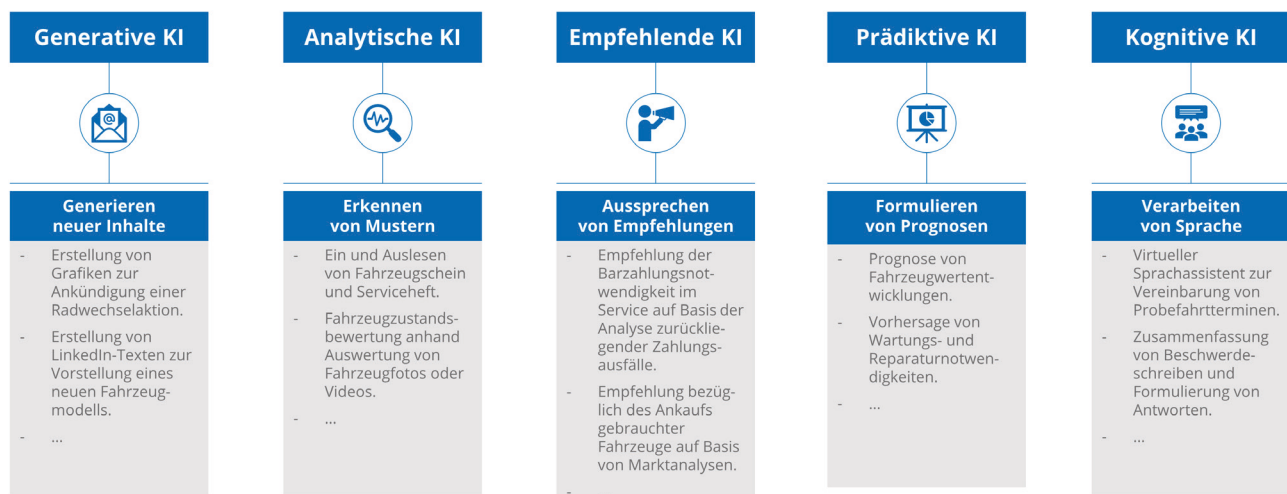 Generative KI
@
Generieren
neuer Inhalte
- Erstellung von
Grafiken zur
Ankündigung einer
Radwechselaktion.
- Erstellung von
LinkedIn-Texten zur
Vorstellung eines
neuen Fahrzeug-
modells.
- ...
Analytische KI
Erkennen
von Mustern
- Ein und Auslesen
von Fahrzeugschein
und Serviceheft.
- Fahrzeugzustands-
bewertung anhand
Auswertung von
Fahrzeugfotos oder
Videos.
- ...
Empfehlende KI
Aussprechen
von Empfehlungen
- Empfehlung der
Barzahlungsnot-
wendigkeit im
Service auf Basis der
Analyse zurücklie-
gender Zahlungs-
ausfälle.
- Empfehlung bezüg-
lich des Ankaufs
gebrauchter
Fahrzeuge auf Basis
von Marktanalysen.
-
Prädiktive KI
Formulieren
von Prognosen
- Prognose von
Fahrzeugwertent-
wicklungen.
- Vorhersage von
Wartungs- und
Reparaturnotwen-
digkeiten.
- ...
Kognitive KI
Verarbeiten
von Sprache
- Virtueller
Sprachassistent zur
Vereinbarung von
Probefahrtterminen.
- Zusammenfassung
von Beschwerde-
schreiben und
Formulierung von
Antworten.
- ...